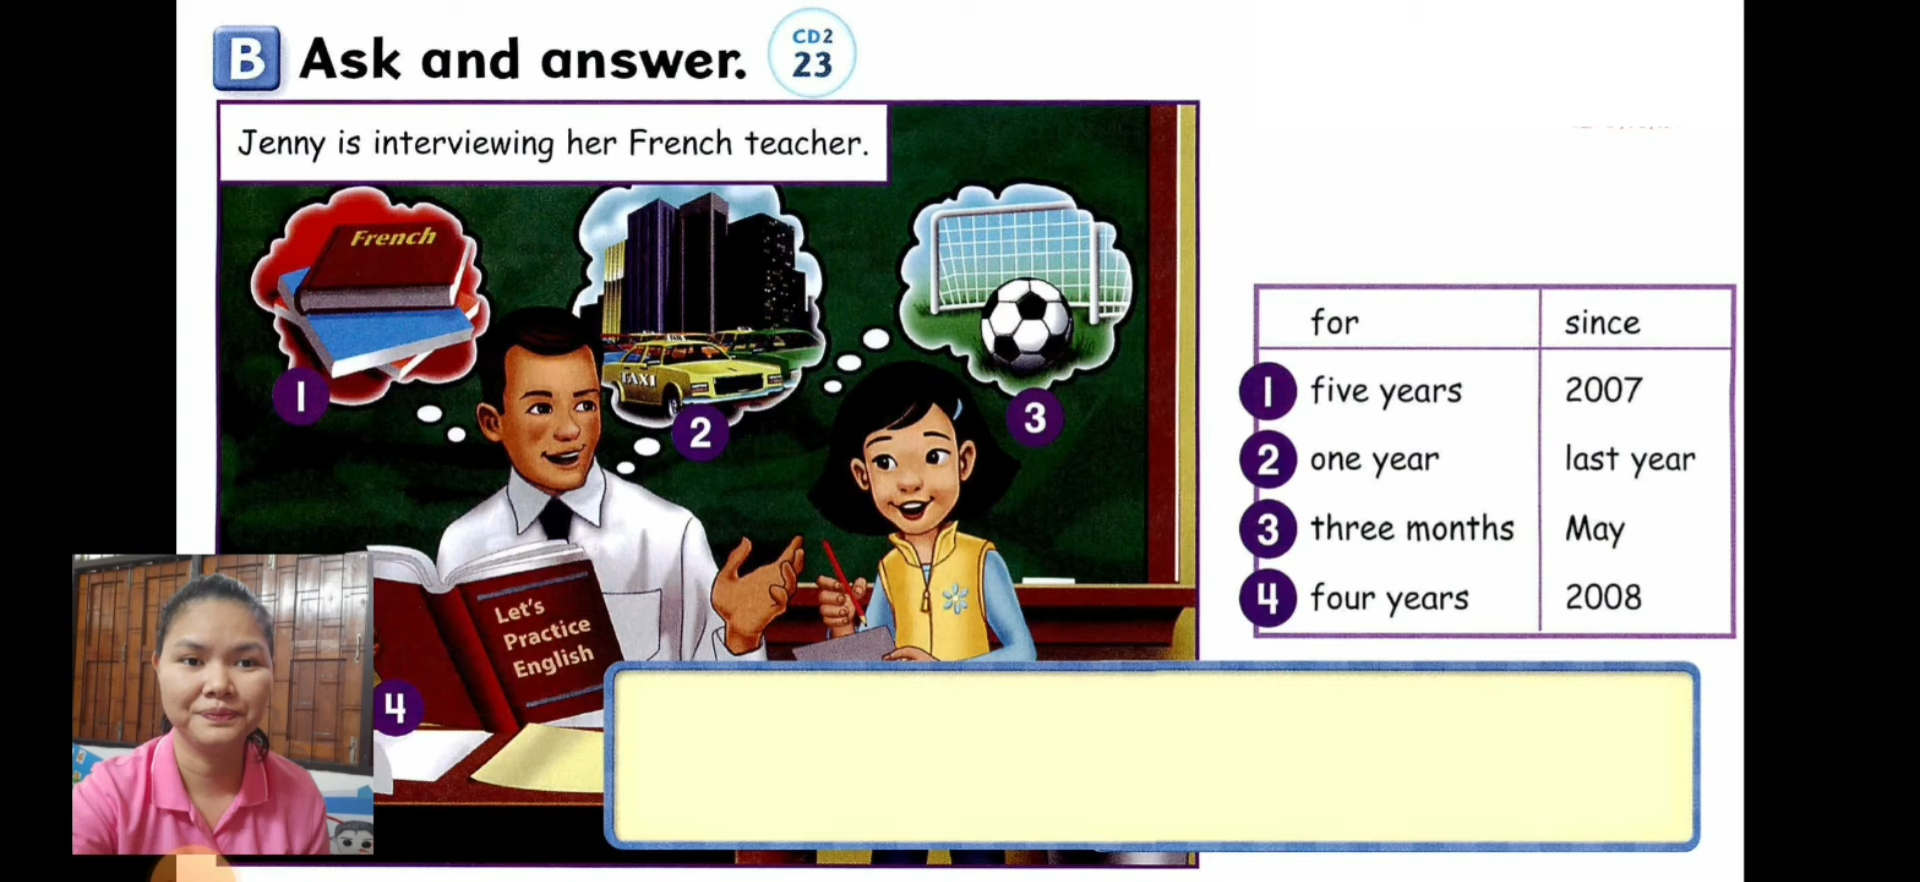 B Ask and answer. CD2 23
Jenny is interviewing her French teacher.
French
TAXI
1
2
3
Let's
Practice
English
4
for since
1 five years 2007
2 one year last year
3 three months May
4 four years 2008